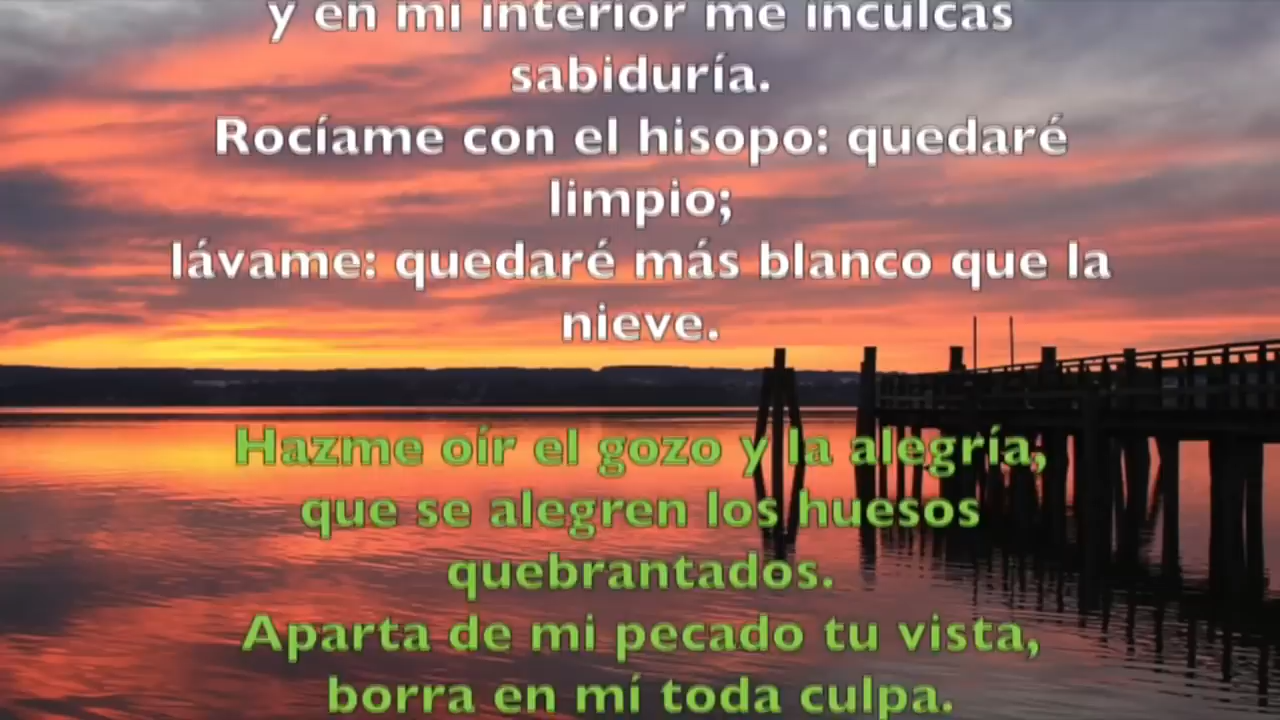 y en mi interior me inculcas
sabiduría.
Rocíame con el hisopo: quedaré
limpio;
lávame: quedaré más blanco que la
nieve.
Hazme oír el gozo y la alegría,
que se alegren los huesos
quebrantados.
Aparta de mi pecado tu vista,
borra en mí toda culpa.